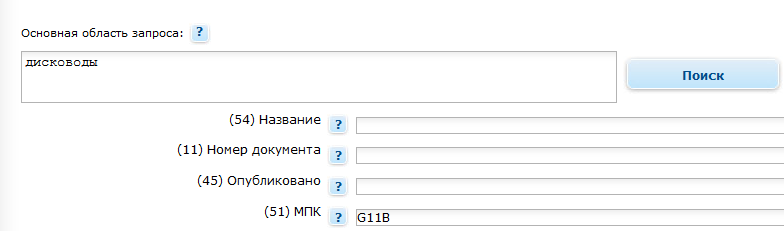 Основная область запроса: ?
дисководы
Поиск
(54) Название ?
(11) Номер документа ?
(45) Опубликовано ?
(51) МПК ? G11B